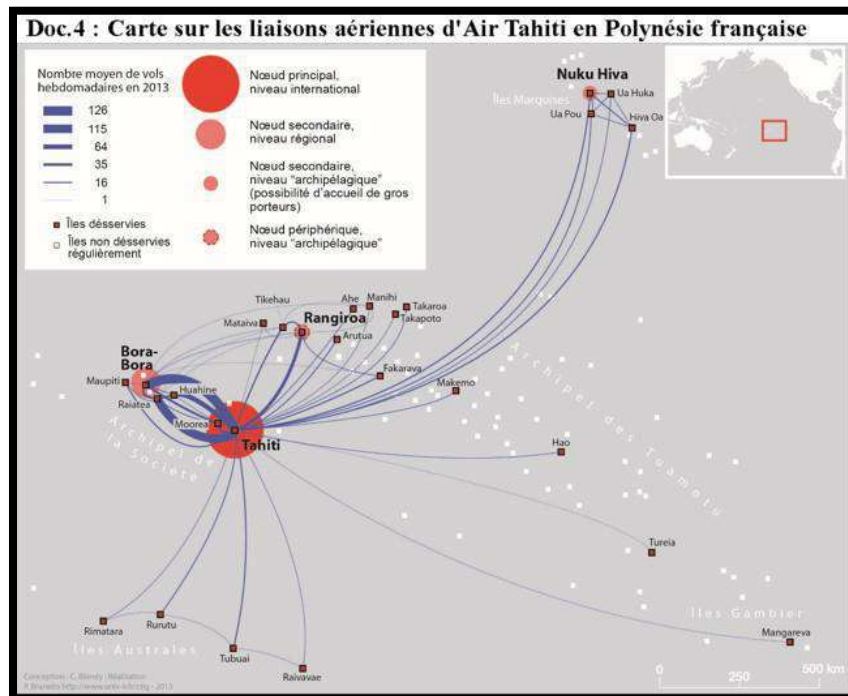 Doc.4 : Carte sur les liaisons aériennes d'Air Tahiti en Polynésie française
Nombre moyen de vols
hebdomadaires en 2013
126
115
64
35
16
1
Îles désservies
Îles non désservies
régulièrement
Nœud principal,
niveau international
Nœud secondaire,
niveau régional
Nœud secondaire,
niveau "archipélagique"
(possibilité d'accueil de gros
porteurs)
Nœud périphérique,
niveau "archipélagique"
Nuku Hiva
Îles Marquises
Ua Huka
Ua Pou
Hiva Oa
Tikehau
Ahe
Manihi
Takaroa
Mataiva
Rangiroa
Takapoto
Arutua
Bora-
Bora
Maupiti
Huahine
Fakarava
Makemo
Raiatea
Moorea
Tahiti
Archipel de
la Société
Archipel des Tuamotu
Hao
Tureia
Îles Gambier
Mangareva
Rimatara
Rurutu
Îles Australes
Tubuai
Raivavae
0
250
500 km
Conception : C. Blondy | Réalisation
2013